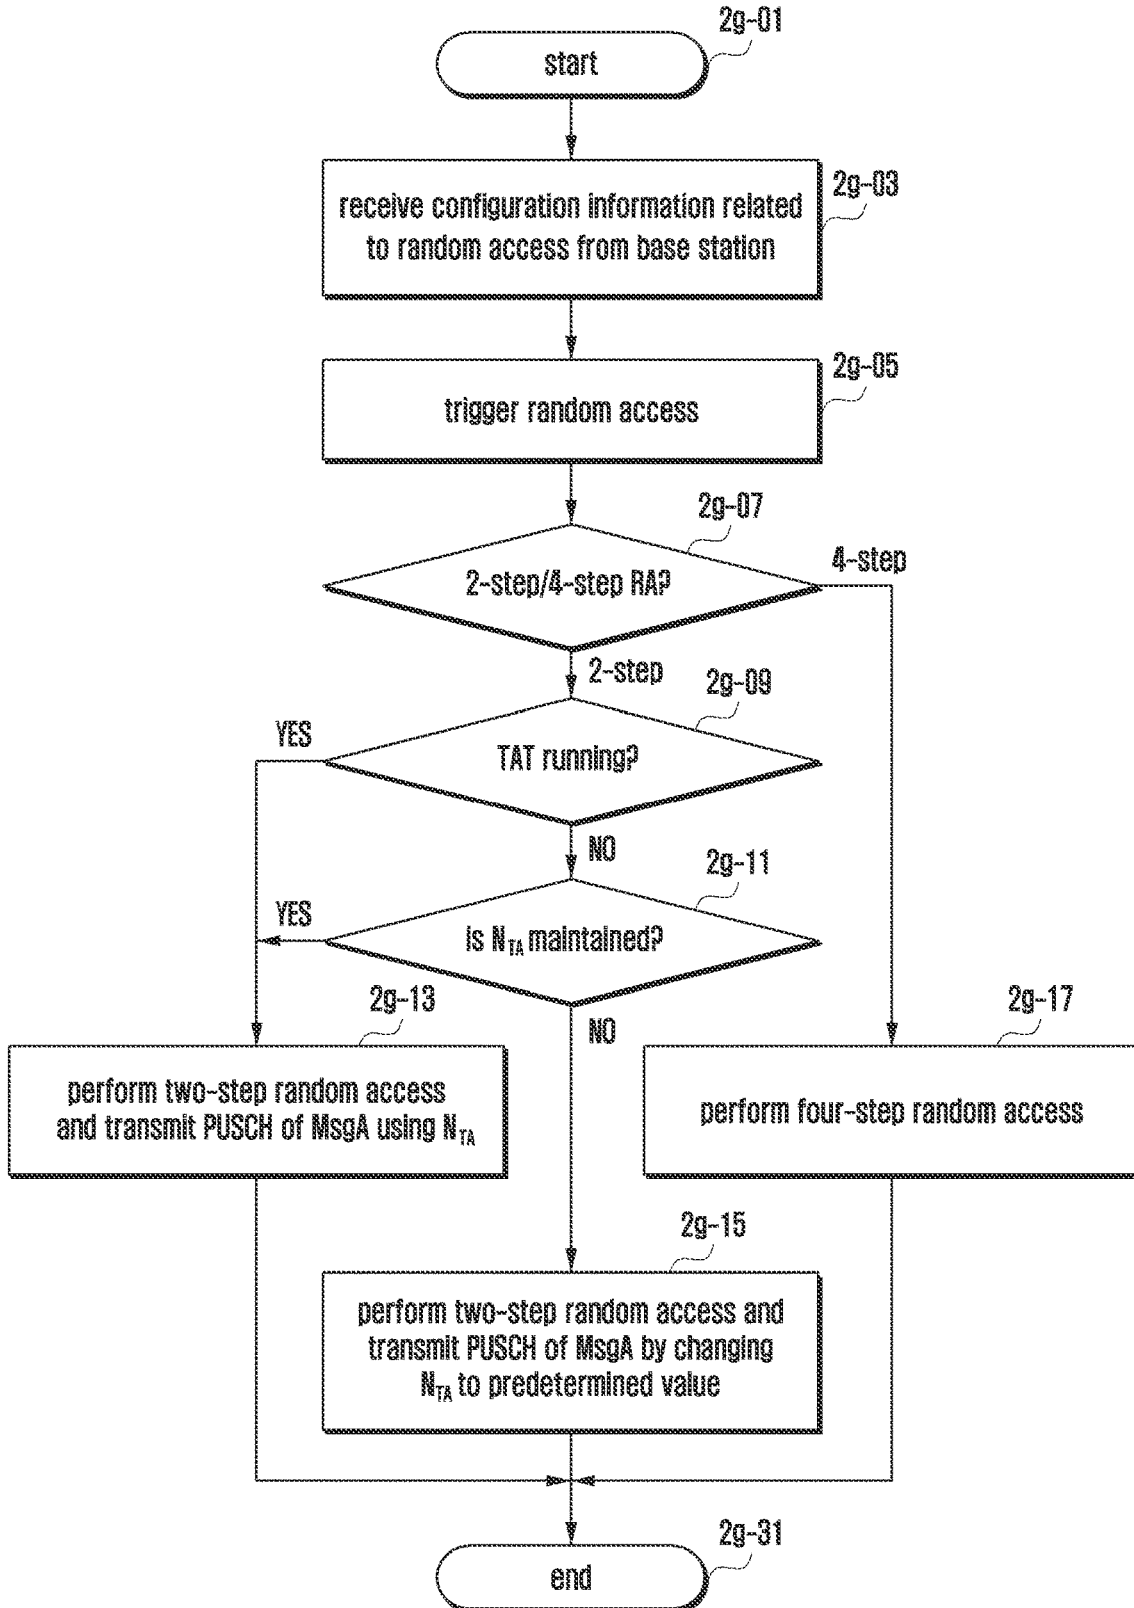 2g-01
start
2g-03
receive configuration information related
to random access from base station
2g-05
trigger random access
2g-07
2-step/4-step RA?
4-step
2-step
2g-09
YES
TAT running?
NO
2g-11
YES
is NTA maintained?
2g-13
NO
2g-17
perform two-step random access
and transmit PUSCH of MsgA using NTA
perform four-step random access
2g-15
perform two-step random access and
transmit PUSCH of MsgA by changing
NTA to predetermined value
2g-31
end